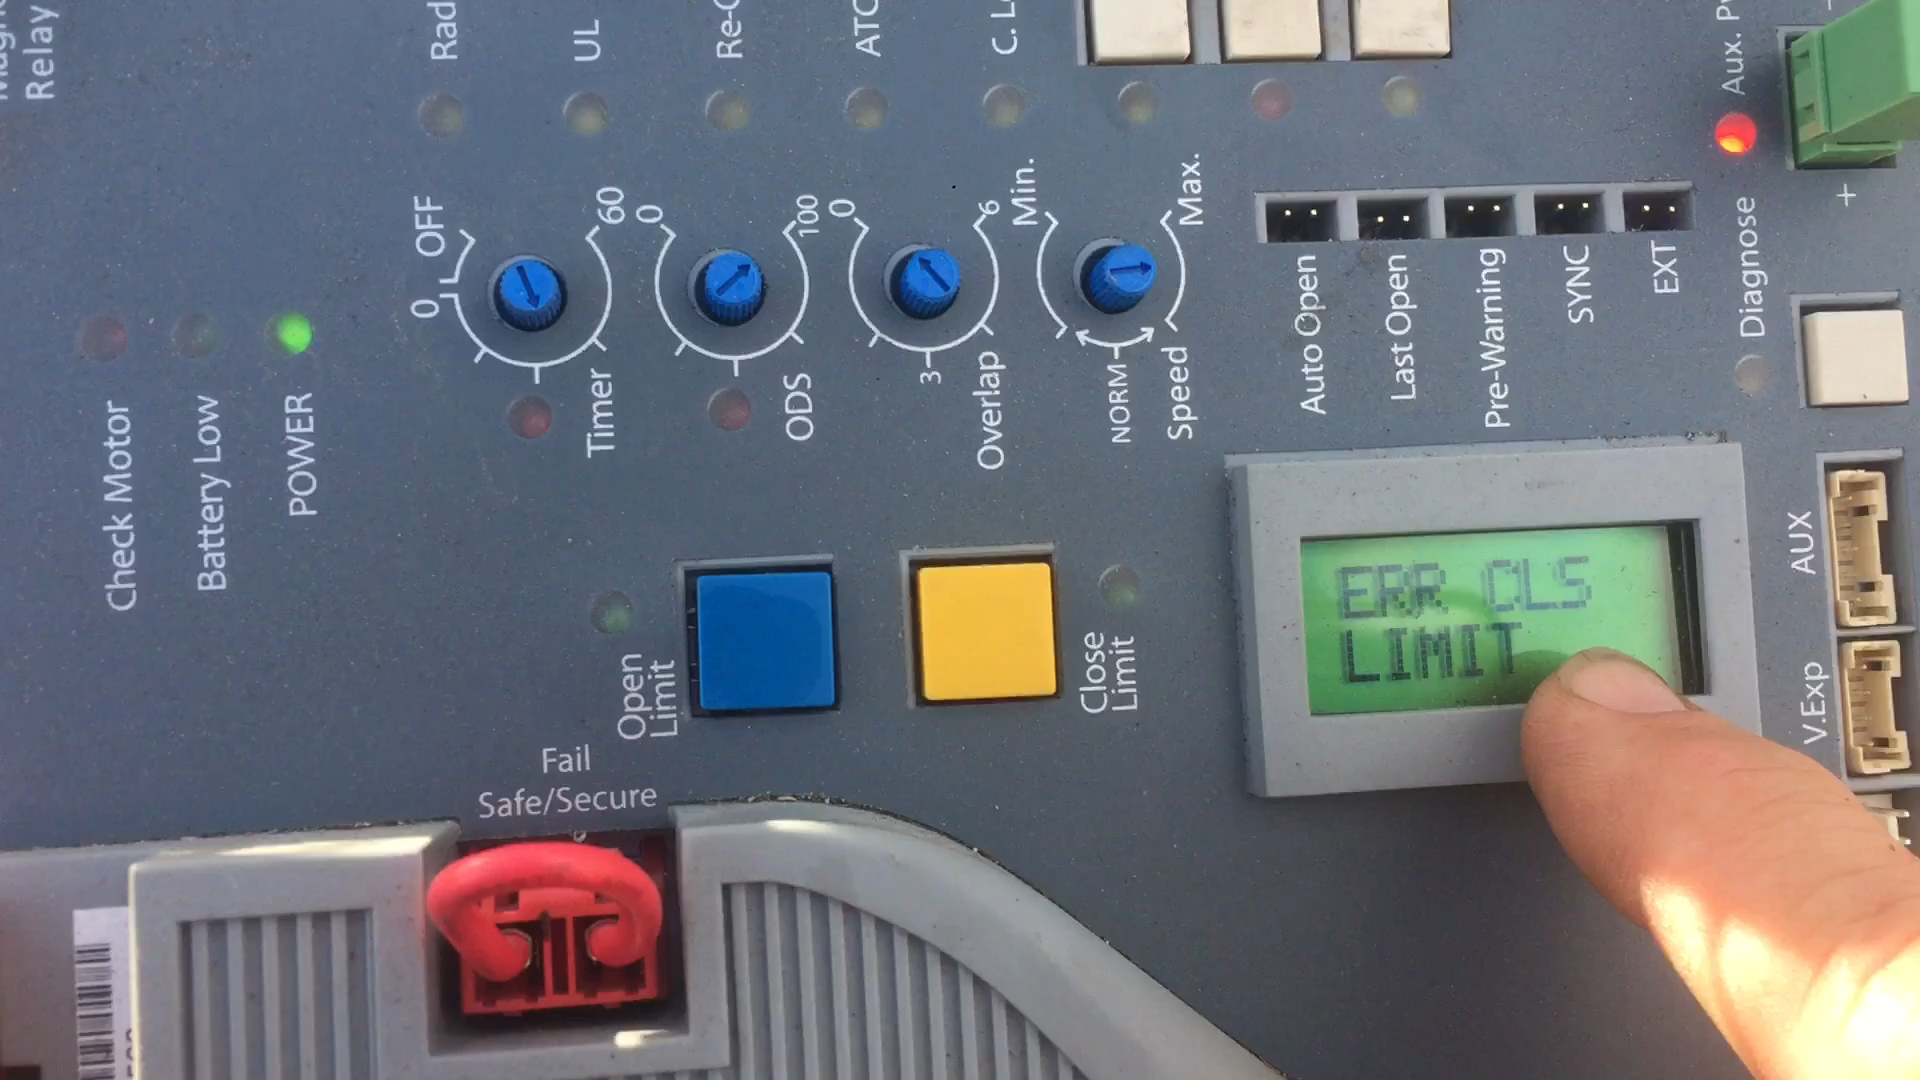 Relay
Rad
UL
Re-O
ATC
C. L
Aux. P
+
OFF
0
60
0
100
0
6
Min.
Max.
3
NORM
Timer
ODS
Overlap
Speed
Check Motor
Battery Low
POWER
Auto Open
Last Open
Pre-Warning
SYNC
EXT
Diagnose
Open
Limit
Close
Limit
ERR CLS
LIMIT
AUX
V.Exp
Fail
Safe/Secure